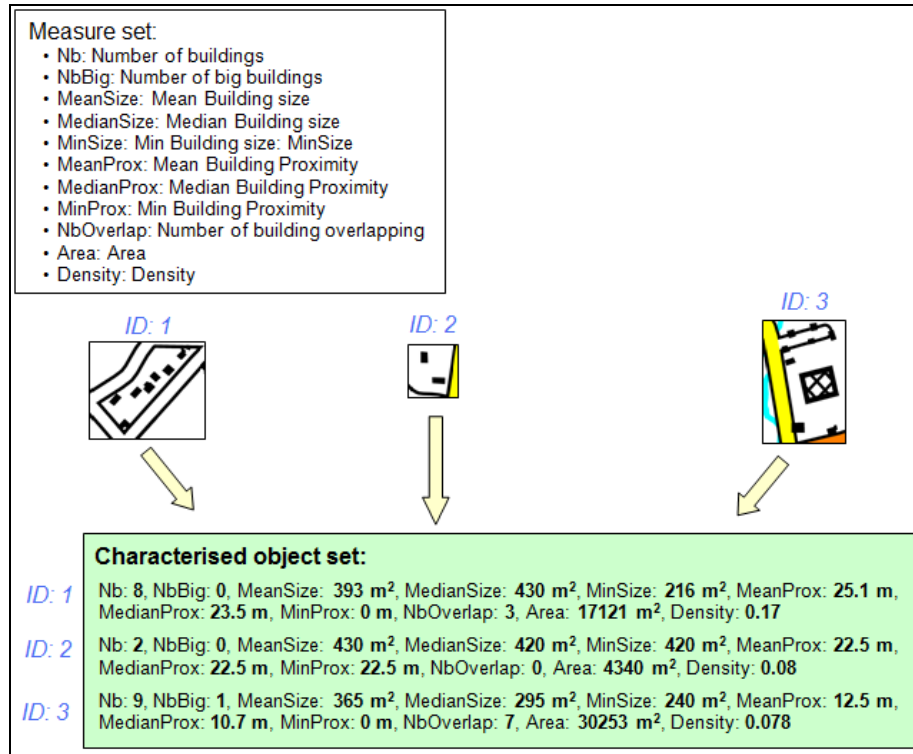 Measure set:
• Nb: Number of buildings
• NbBig: Number of big buildings
• MeanSize: Mean Building size
• MedianSize: Median Building size
• MinSize: Min Building size: MinSize
• MeanProx: Mean Building Proximity
• MedianProx: Median Building Proximity
• MinProx: Min Building Proximity
• NbOverlap: Number of building overlapping
• Area: Area
• Density: Density
ID: 1
ID: 2
ID: 3
Characterised object set:
ID: 1
Nb: 8, NbBig: 0, MeanSize: 393 m², MedianSize: 430 m², MinSize: 216 m², MeanProx: 25.1 m,
MedianProx: 23.5 m, MinProx: 0 m, NbOverlap: 3, Area: 17121 m², Density: 0.17
ID: 2
Nb: 2, NbBig: 0, MeanSize: 430 m², MedianSize: 420 m², MinSize: 420 m², MeanProx: 22.5 m,
MedianProx: 22.5 m, MinProx: 22.5 m, NbOverlap: 0, Area: 4340 m², Density: 0.08
ID: 3
Nb: 9, NbBig: 1, MeanSize: 365 m², MedianSize: 295 m², MinSize: 240 m², MeanProx: 12.5 m,
MedianProx: 10.7 m, MinProx: 0 m, NbOverlap: 7, Area: 30253 m², Density: 0.078